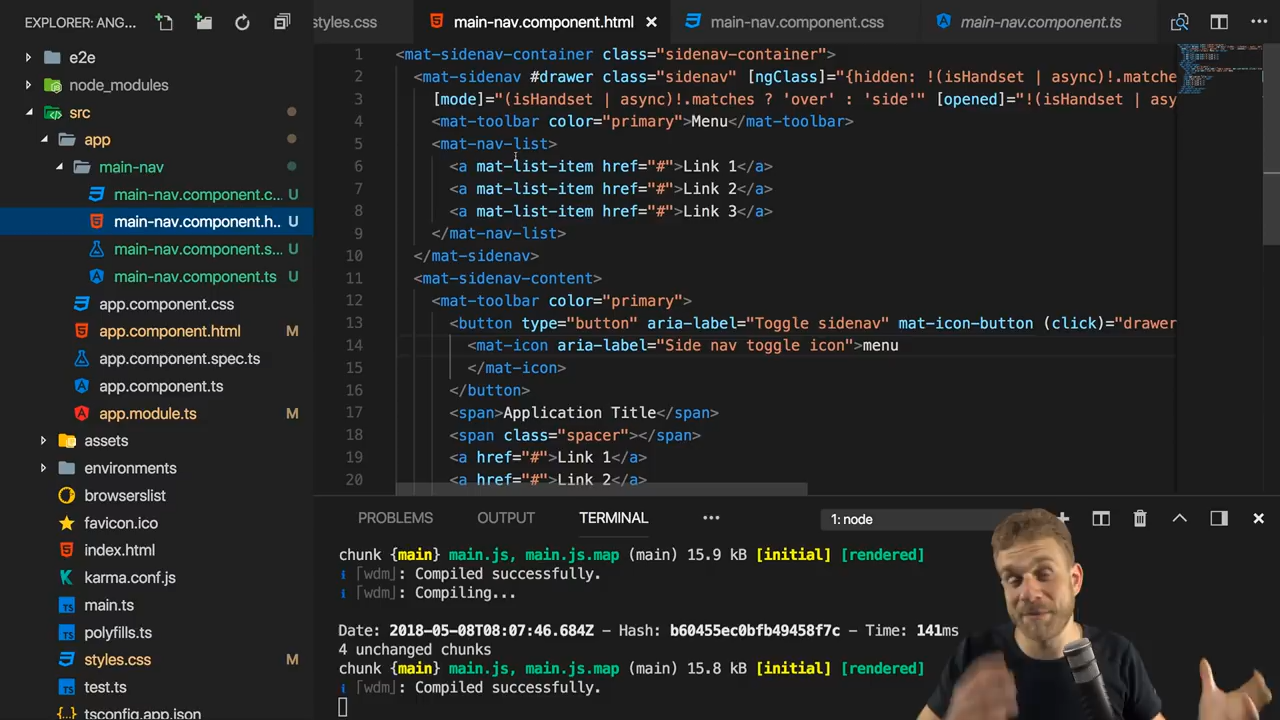 EXPLORER: ANG...
styles.css
main-nav.component.html
main-nav.component.css
main-nav.component.ts
e2e
node_modules
src
app
main-nav
main-nav.component.c... U
main-nav.component.h.. U
main-nav.component.s... U
main-nav.component.ts U
app.component.css
app.component.html M
app.component.spec.ts
app.component.ts
app.module.ts M
assets
environments
browserslist
favicon.ico
index.html
karma.conf.js
main.ts
polyfills.ts
styles.css M
test.ts
tsconfig.app.json
1 <mat-sidenav-container class="sidenav-container">
2 <mat-sidenav #drawer class="sidenav" [ngClass]="{hidden: !(isHandset | async)!.matches
3 [mode]="(isHandset | async)!.matches ? 'over' : 'side'" [opened]="!(isHandset | asy
4 <mat-toolbar color="primary">Menu</mat-toolbar>
5 <mat-nav-list>
6 <a mat-list-item href="#">Link 1</a>
7 <a mat-list-item href="#">Link 2</a>
8 <a mat-list-item href="#">Link 3</a>
9 </mat-nav-list>
10 </mat-sidenav>
11 <mat-sidenav-content>
12 <mat-toolbar color="primary">
13 <button type="button" aria-label="Toggle sidenav" mat-icon-button (click)="drawer
14 <mat-icon aria-label="Side nav toggle icon">menu
15 </mat-icon>
16 </button>
17 <span>Application Title</span>
18 <span class="spacer"></span>
19 <a href="#">Link 1</a>
20 <a href="#">Link 2</a>
PROBLEMS OUTPUT TERMINAL ••• 1: node
chunk {main} main.js, main.js.map (main) 15.9 kB [initial] [rendered]
i ｢wdm｣: Compiled successfully.
i ｢wdm｣: Compiling...
Date: 2018-05-08T08:07:46.684Z - Hash: b60455ec0bfb49458f7c - Time: 141ms
4 unchanged chunks
chunk {main} main.js, main.js.map (main) 15.8 kB [initial] [rendered]
i ｢wdm｣: Compiled successfully.